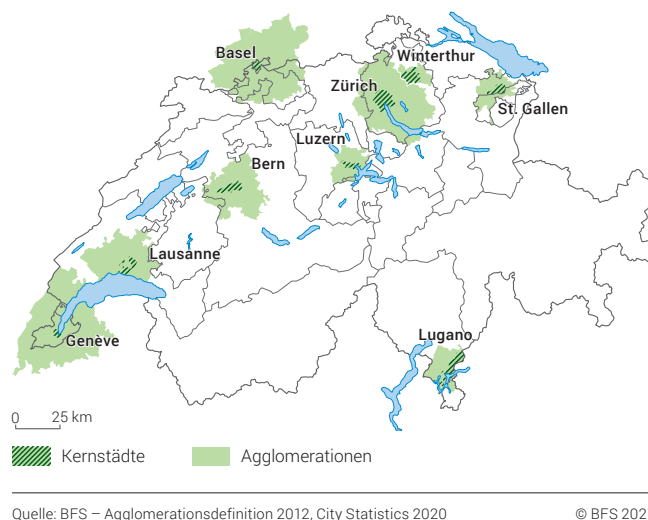 Basel
Winterthur
Zürich
St. Gallen
Luzern
Bern
Lausanne
Genève
Lugano
0 25 km
Kernstädte Agglomerationen
Quelle: BFS – Agglomerationsdefinition 2012, City Statistics 2020 © BFS 202